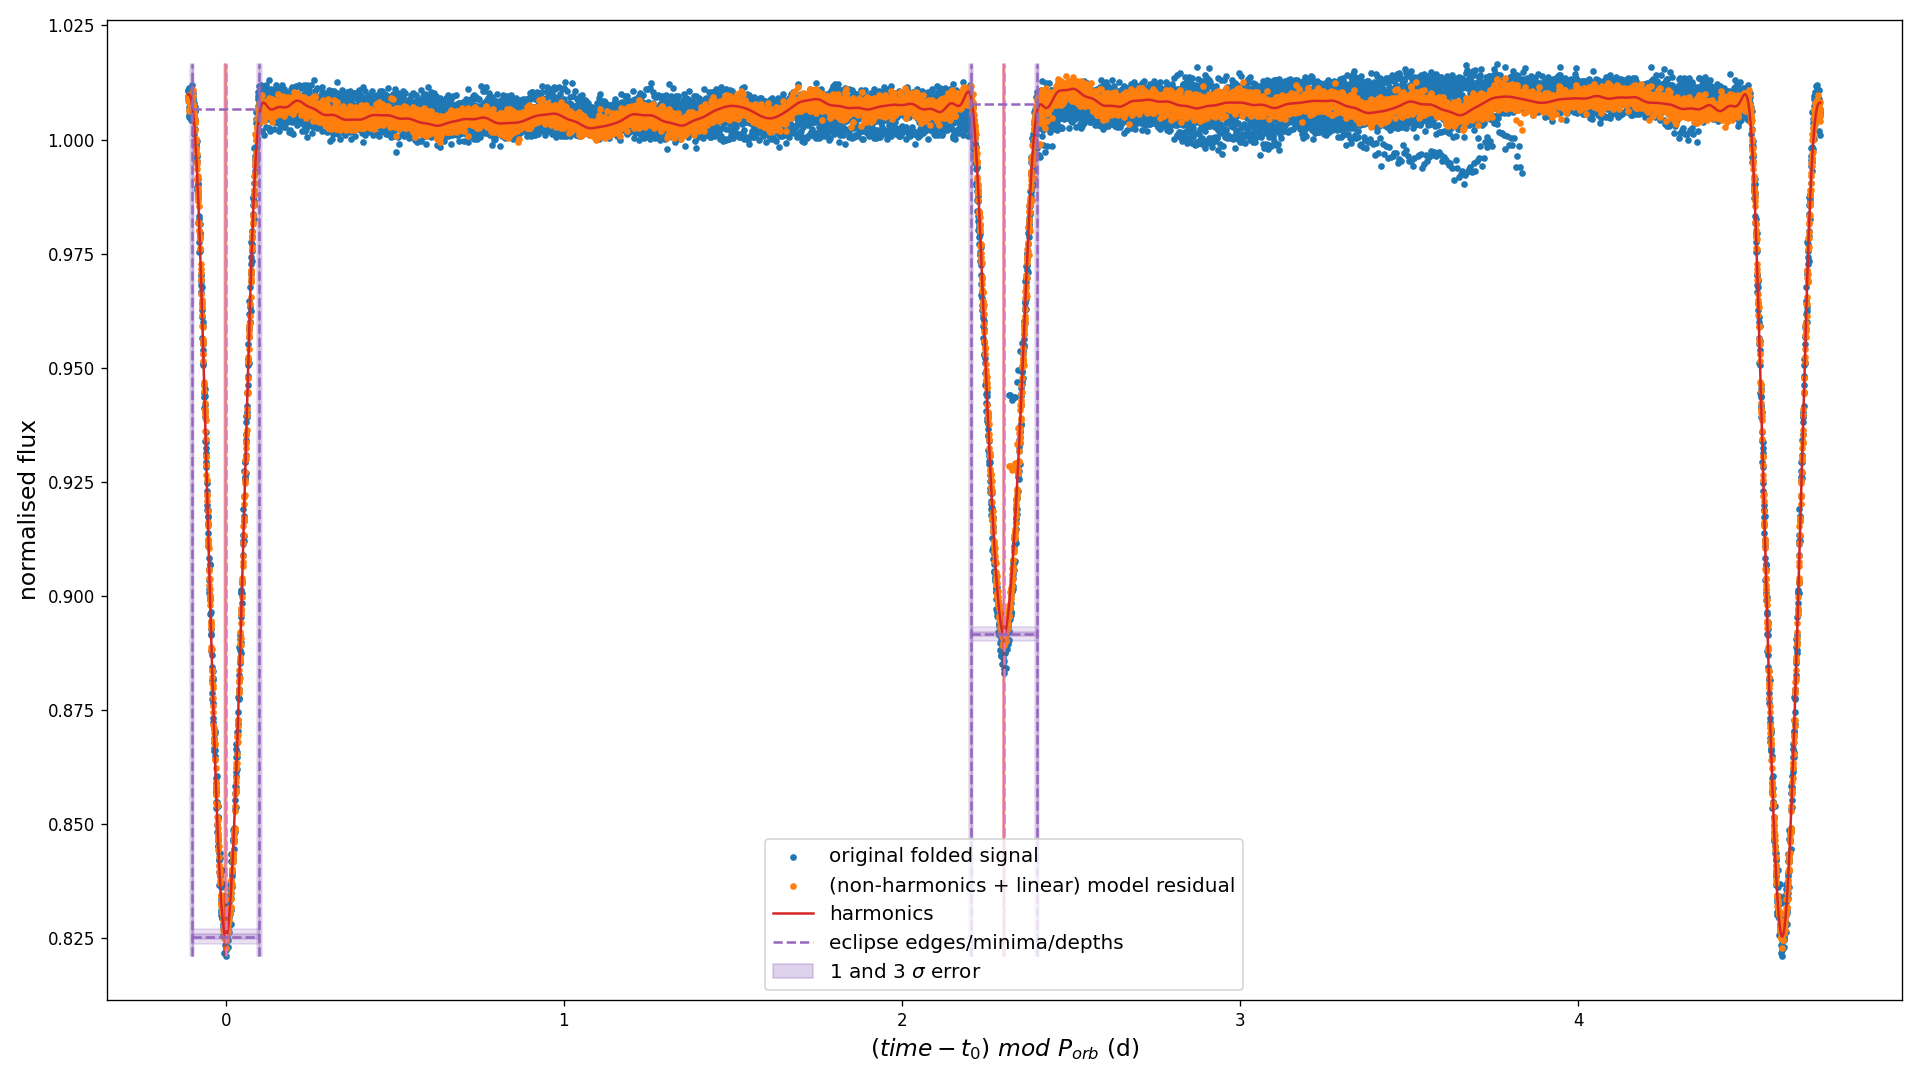 1.025
1.000
0.975
0.950
0.925
0.900
0.875
0.850
0.825
normalised flux
original folded signal
(non-harmonics + linear) model residual
harmonics
eclipse edges/minima/depths
1 and 3 σ error
0 1 2 3 4
(time − t₀) mod P_orb (d)